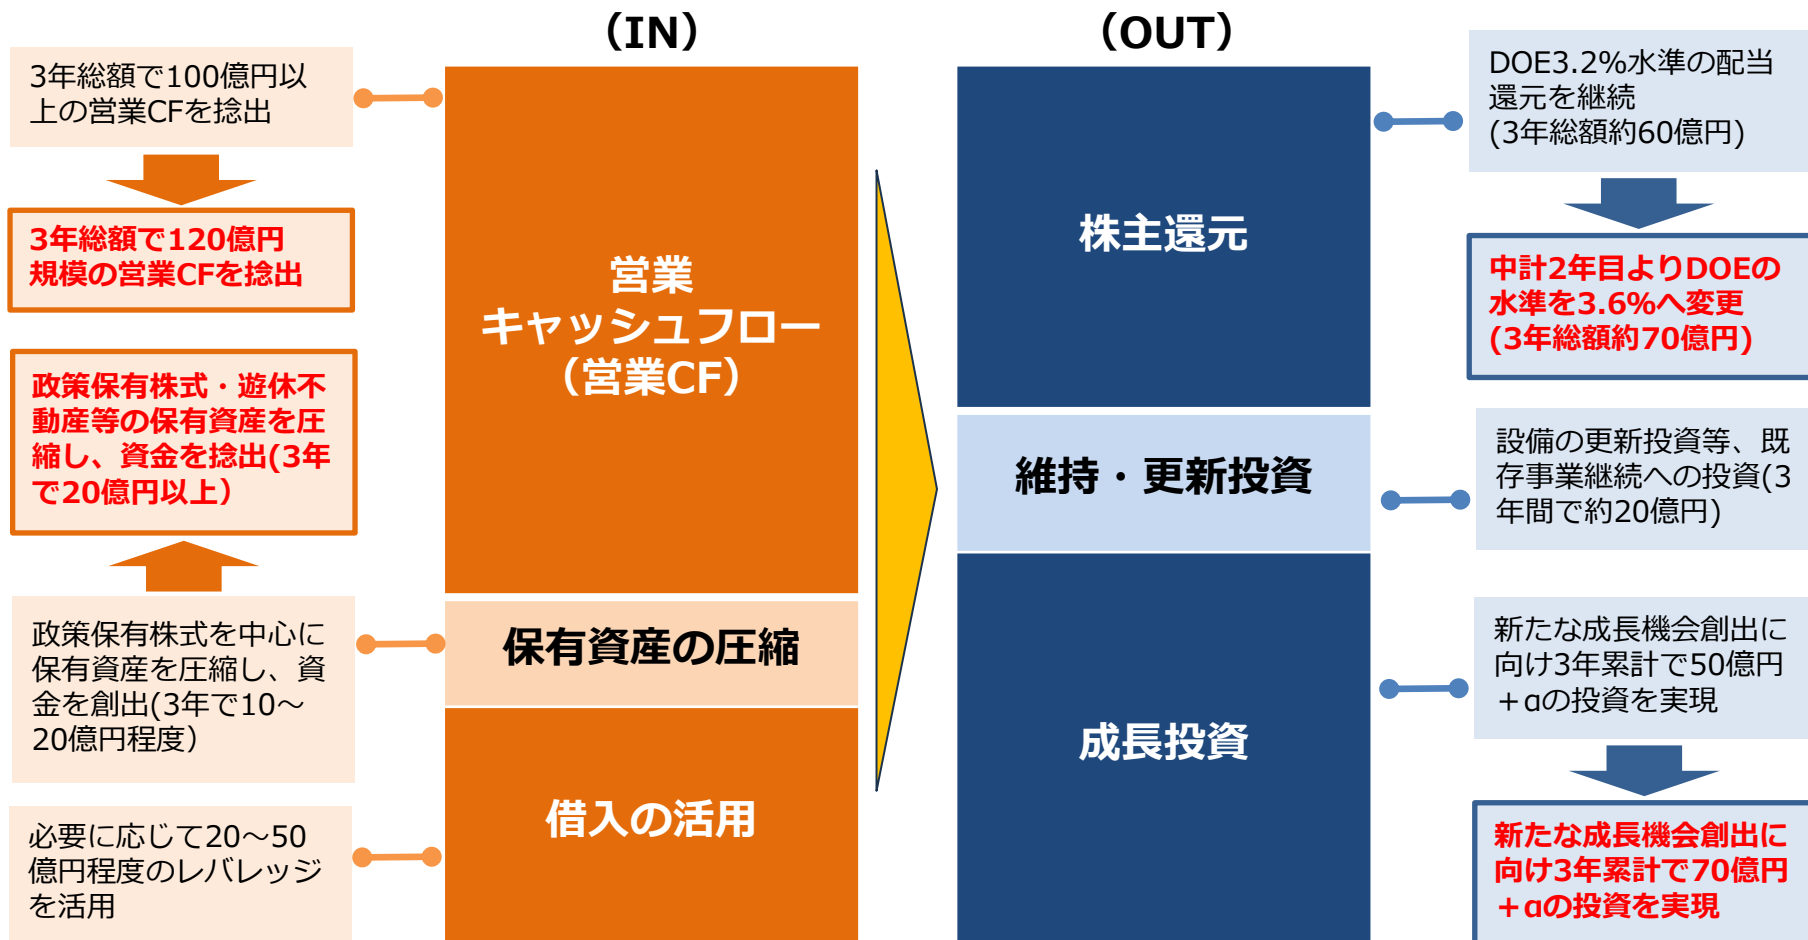 （IN）
3年総額で100億円以
上の営業CFを捻出
3年総額で120億円
規模の営業CFを捻出
政策保有株式・遊休不
動産等の保有資産を圧
縮し、資金を捻出(3年
で20億円以上）
政策保有株式を中心に
保有資産を圧縮し、資
金を創出(3年で10～
20億円程度）
必要に応じて20～50
億円程度のレバレッジ
を活用
営業
キャッシュフロー
（営業CF）
保有資産の圧縮
借入の活用
（OUT）
株主還元
維持・更新投資
成長投資
DOE3.2%水準の配当
還元を継続
(3年総額約60億円)
中計2年目よりDOEの
水準を3.6%へ変更
(3年総額約70億円)
設備の更新投資等、既
存事業継続への投資(3
年間で約20億円)
新たな成長機会創出に
向け3年累計で50億円
＋αの投資を実現
新たな成長機会創出に
向け3年累計で70億円
＋αの投資を実現